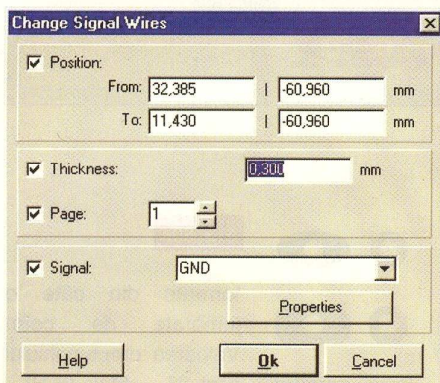 Change Signal Wires
Position:
From: 32,385 | -60,960 mm
To: 11,430 | -60,960 mm
Thickness: 0,300 mm
Page: 1
Signal: GND
Properties
Help Ok Cancel